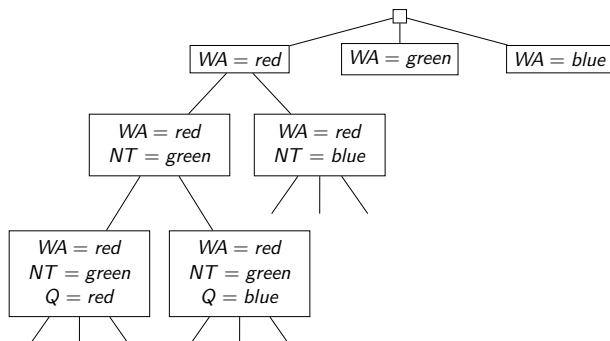 WA = red
WA = green
WA = blue
WA = red
NT = green
WA = red
NT = blue
WA = red
NT = green
Q = red
WA = red
NT = green
Q = blue